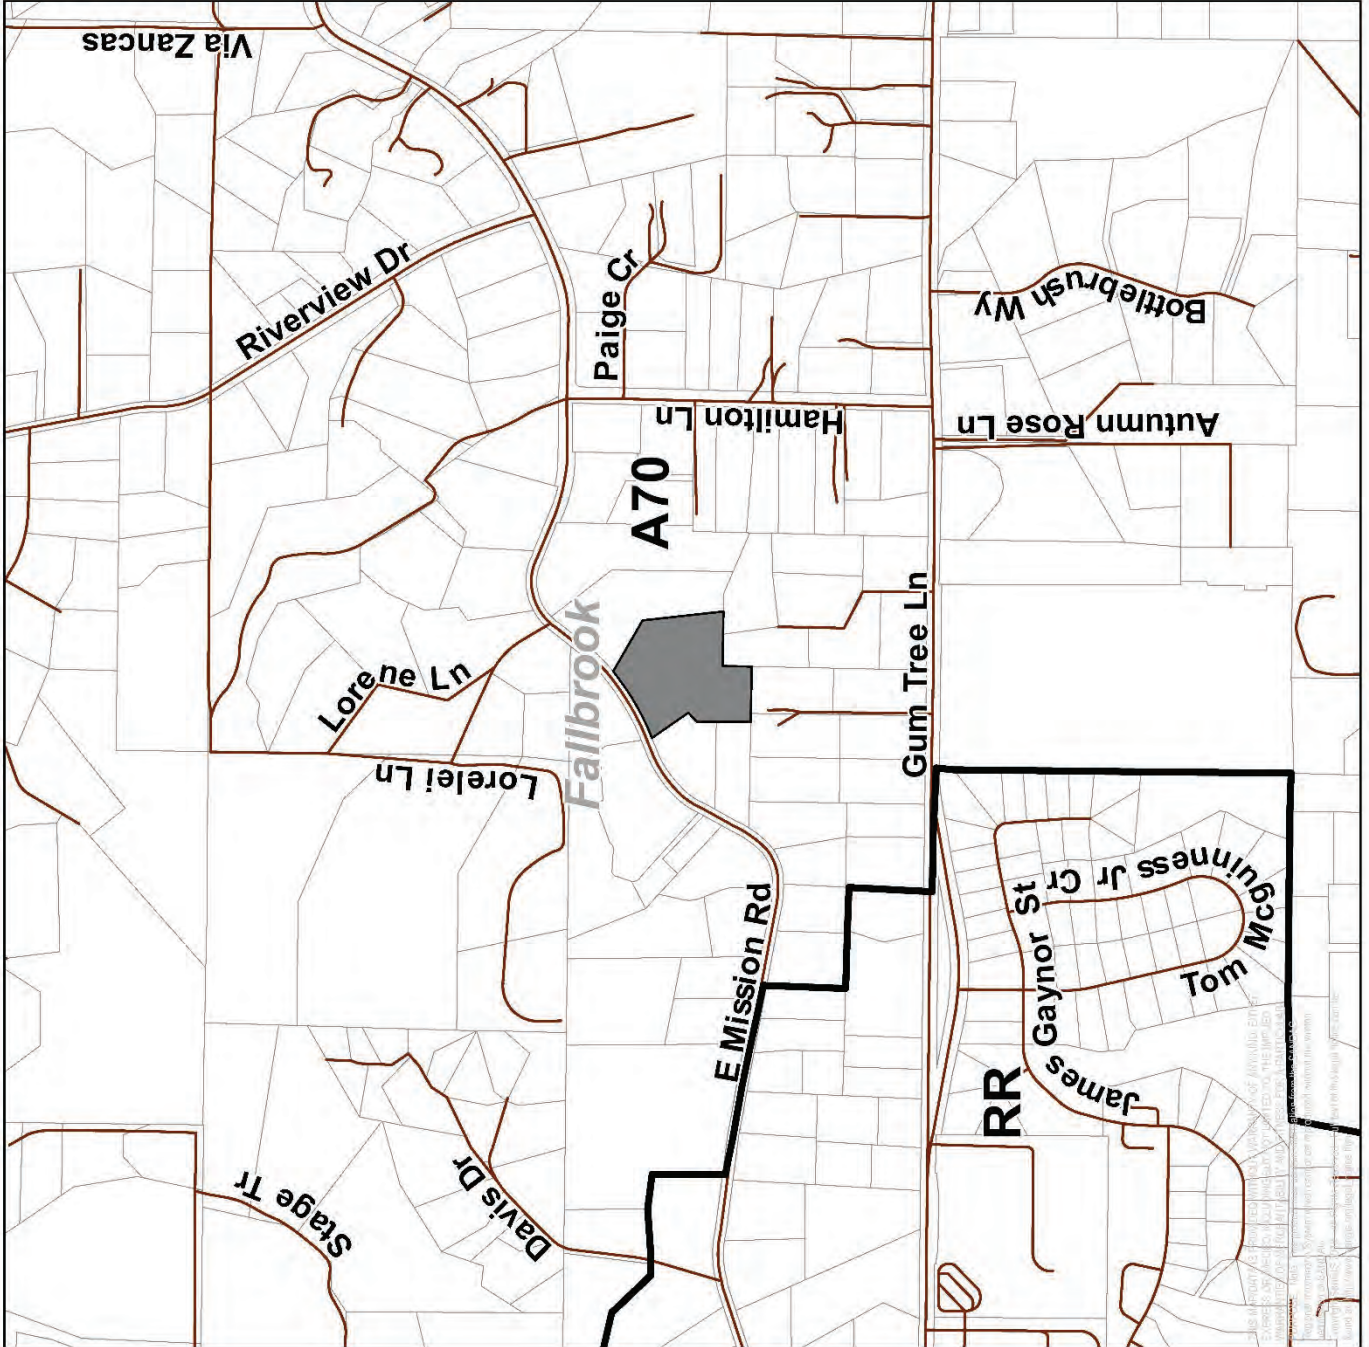 Via Zancas
Riverview Dr
Paige Cr
Bottlebrush Wy
Hamilton Ln
Autumn Rose Ln
A70
Fallbrook
Gum Tree Ln
Lorene Ln
Lorelei Ln
E Mission Rd
James Gaynor St
Tom Mcguinness Jr Cr
RR
Davis Dr
Stage Tr